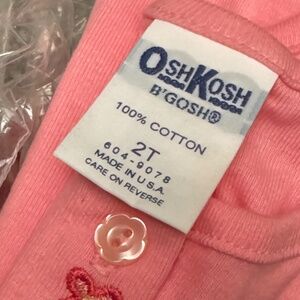 OSHKOSH
B'GOSH®
100% COTTON
2T
604-9078
MADE IN U.S.A.
CARE ON REVERSE